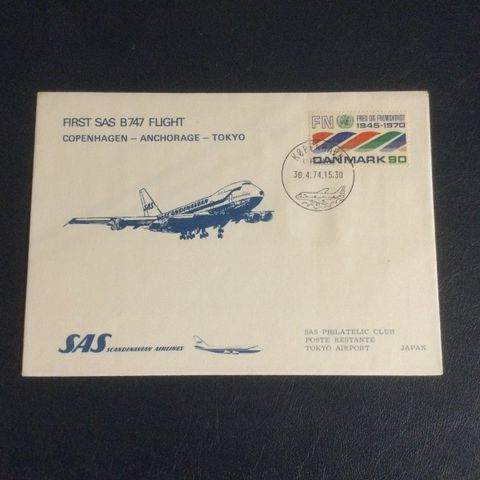 FIRST SAS B747 FLIGHT
COPENHAGEN – ANCHORAGE – TOKYO
FN FRED OG FREMSKRIDT
1945-1970
DANMARK 90
30.4.74.15.30
SCANDINAVIAN
SAS
SAS SCANDINAVIAN AIRLINES
SAS PHILATELIC CLUB
POSTE RESTANTE
TOKYO AIRPORT JAPAN